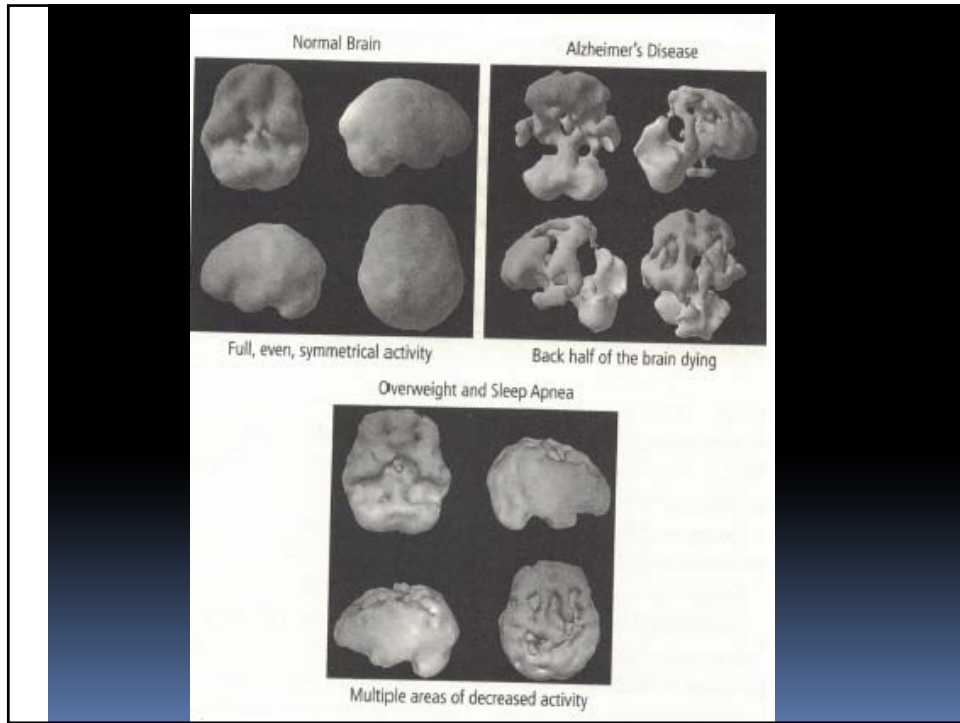 Normal Brain
Alzheimer's Disease
Full, even, symmetrical activity
Back half of the brain dying
Overweight and Sleep Apnea
Multiple areas of decreased activity